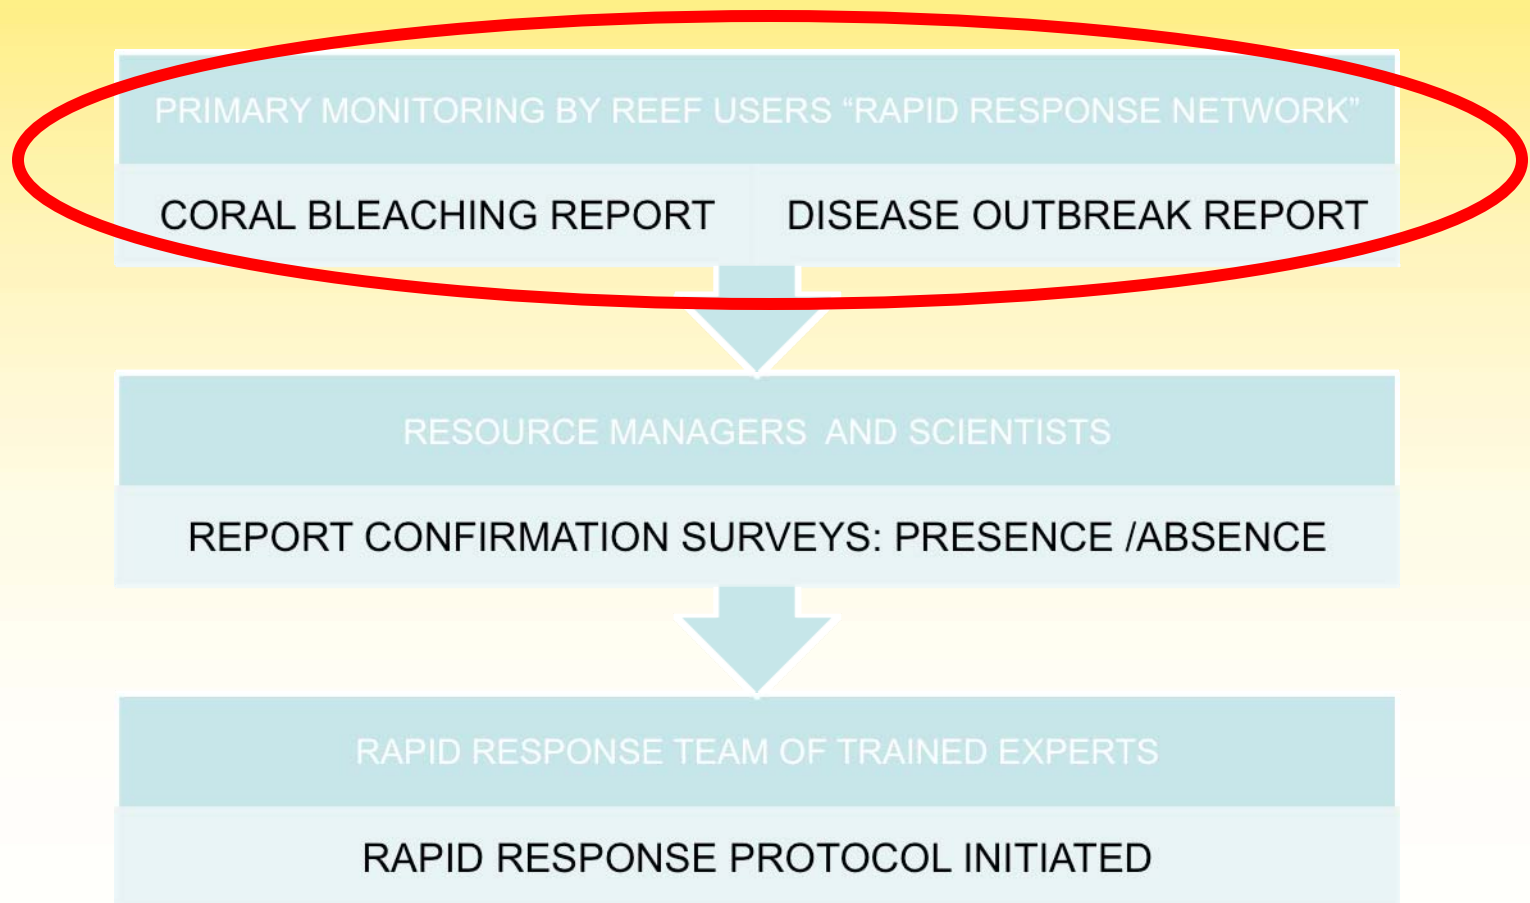 PRIMARY MONITORING BY REEF USERS “RAPID RESPONSE NETWORK”
CORAL BLEACHING REPORT
DISEASE OUTBREAK REPORT
RESOURCE MANAGERS AND SCIENTISTS
REPORT CONFIRMATION SURVEYS: PRESENCE /ABSENCE
RAPID RESPONSE TEAM OF TRAINED EXPERTS
RAPID RESPONSE PROTOCOL INITIATED